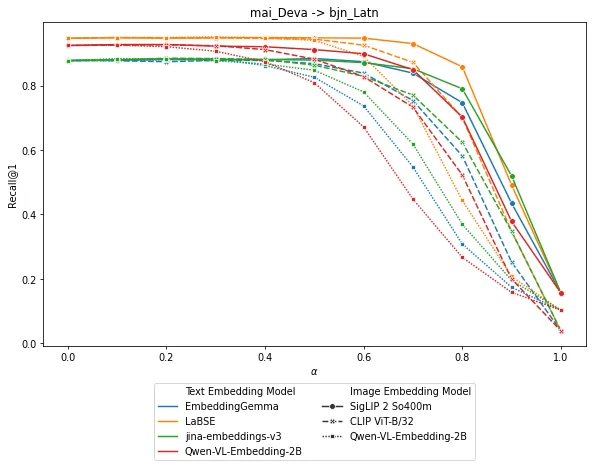 mai_Deva -> bjn_Latn
Recall@1
0.8
0.6
0.4
0.2
0.0
0.0 0.2 0.4 0.6 0.8 1.0
α
Text Embedding Model Image Embedding Model
EmbeddingGemma SigLIP 2 So400m
LaBSE CLIP ViT-B/32
jina-embeddings-v3 Qwen-VL-Embedding-2B
Qwen-VL-Embedding-2B